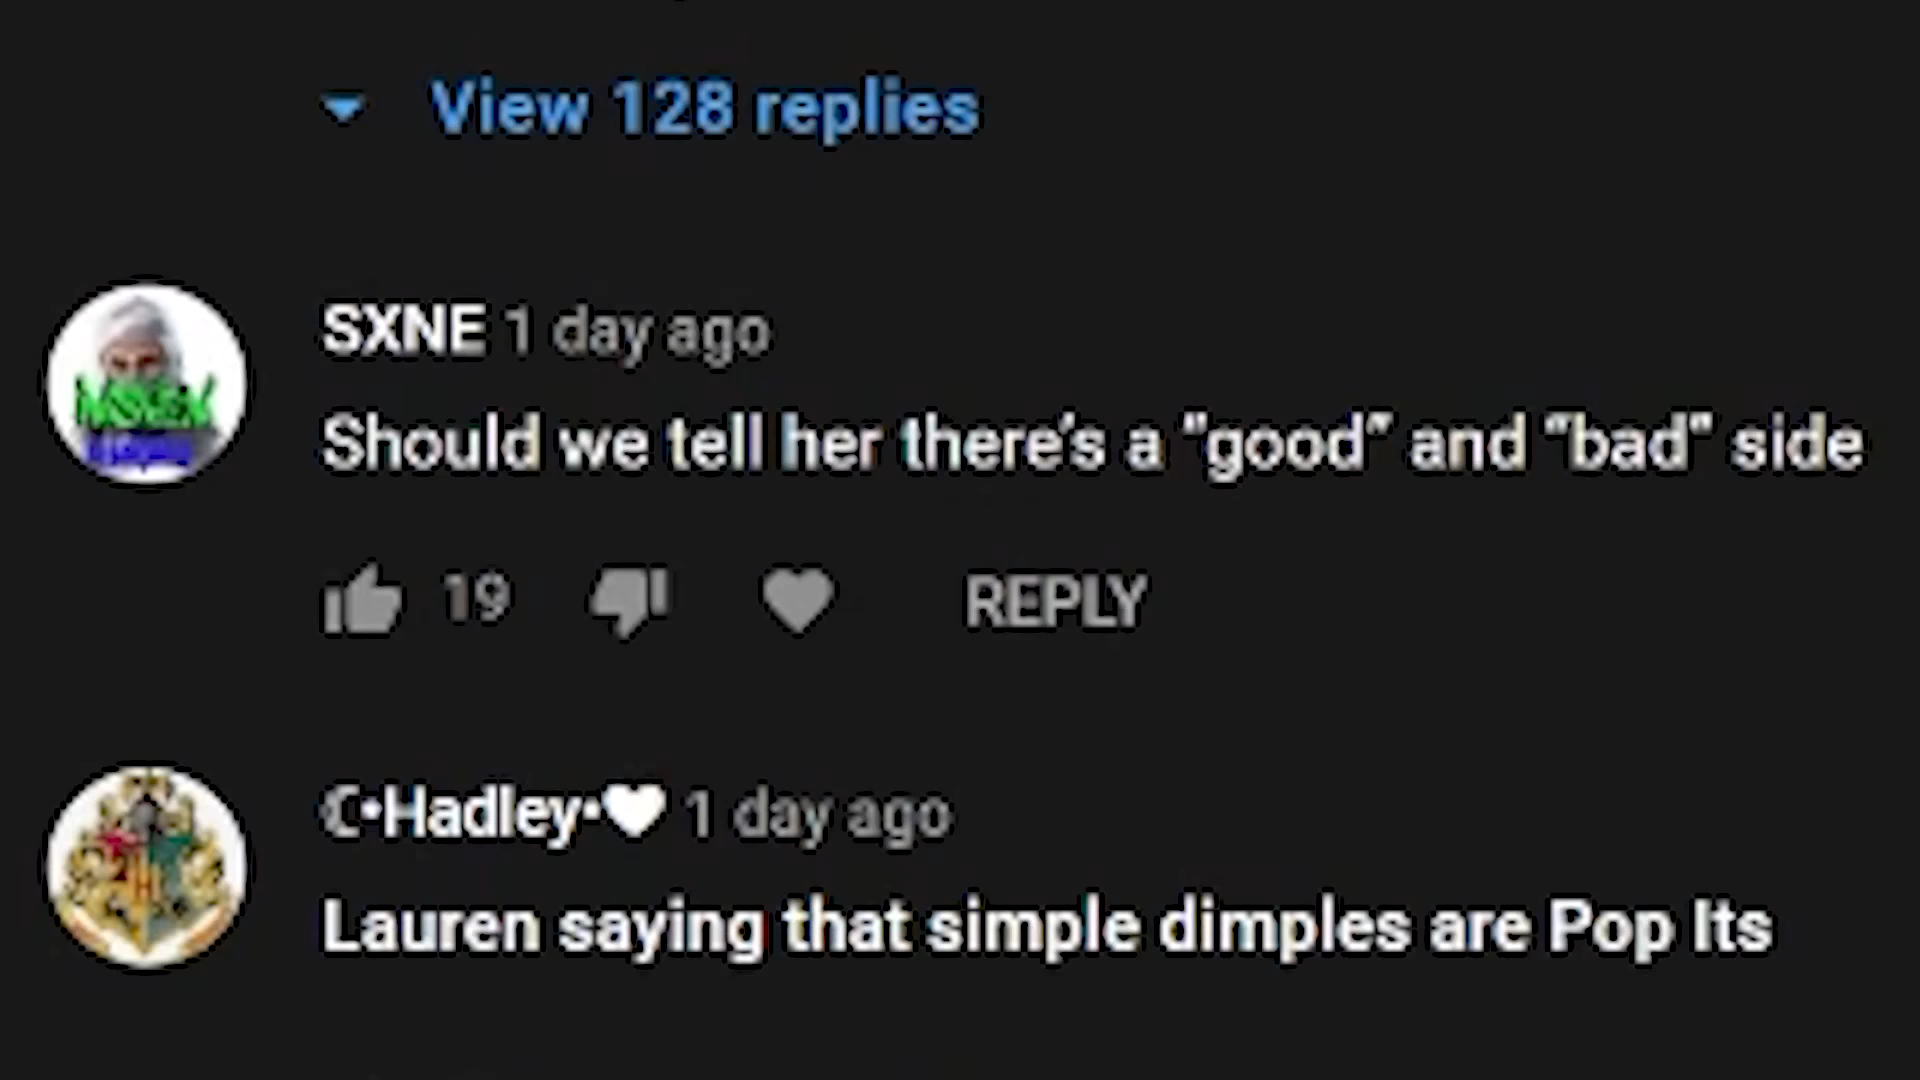 View 128 replies
SXNE 1 day ago
Should we tell her there's a "good" and "bad" side
19 REPLY
☾•Hadley•♥ 1 day ago
Lauren saying that simple dimples are Pop Its